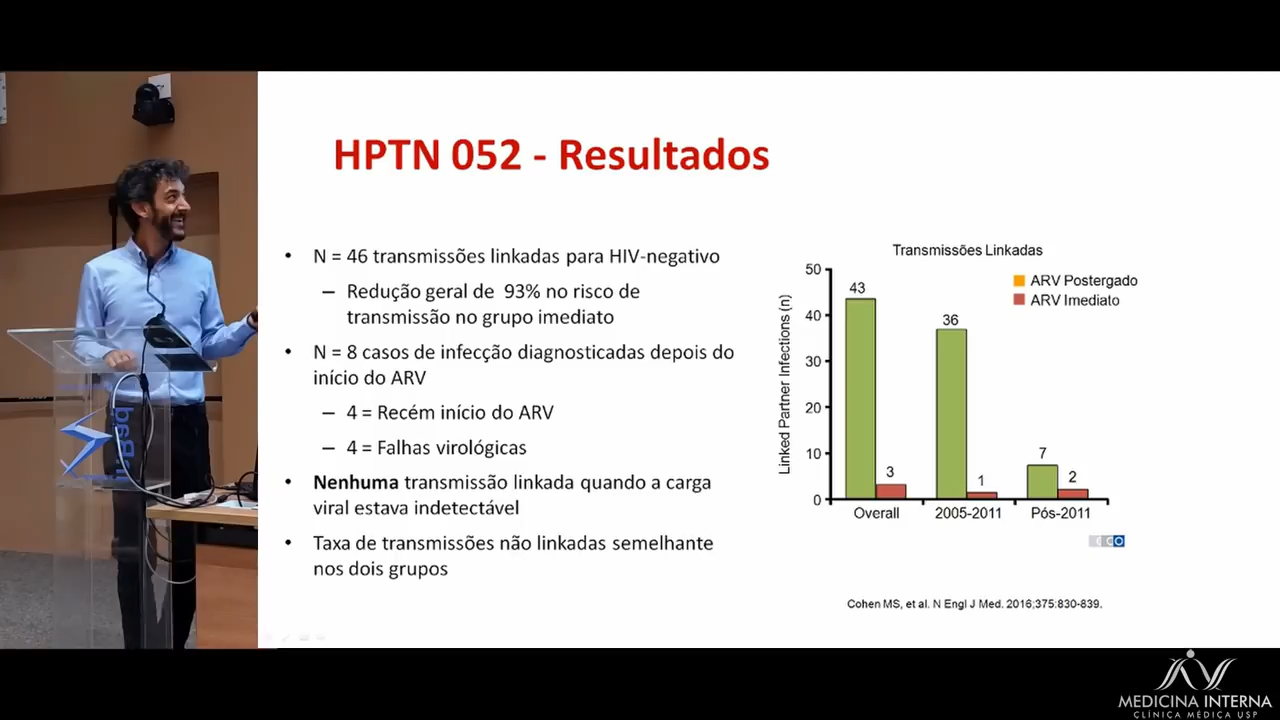 HPTN 052 - Resultados
• N = 46 transmissões linkadas para HIV-negativo
– Redução geral de 93% no risco de
transmissão no grupo imediato
• N = 8 casos de infecção diagnosticadas depois do
início do ARV
– 4 = Recém início do ARV
– 4 = Falhas virológicas
• Nenhuma transmissão linkada quando a carga
viral estava indetectável
• Taxa de transmissões não linkadas semelhante
nos dois grupos
Transmissões Linkadas
ARV Postergado
ARV Imediato
Linked Partner Infections (n)
50
40
30
20
10
0
43
3
36
1
7
2
Overall
2005-2011
Pós-2011
Cohen MS, et al. N Engl J Med. 2016;375:830-839.
MEDICINA INTERNA
CLÍNICA MÉDICA USP